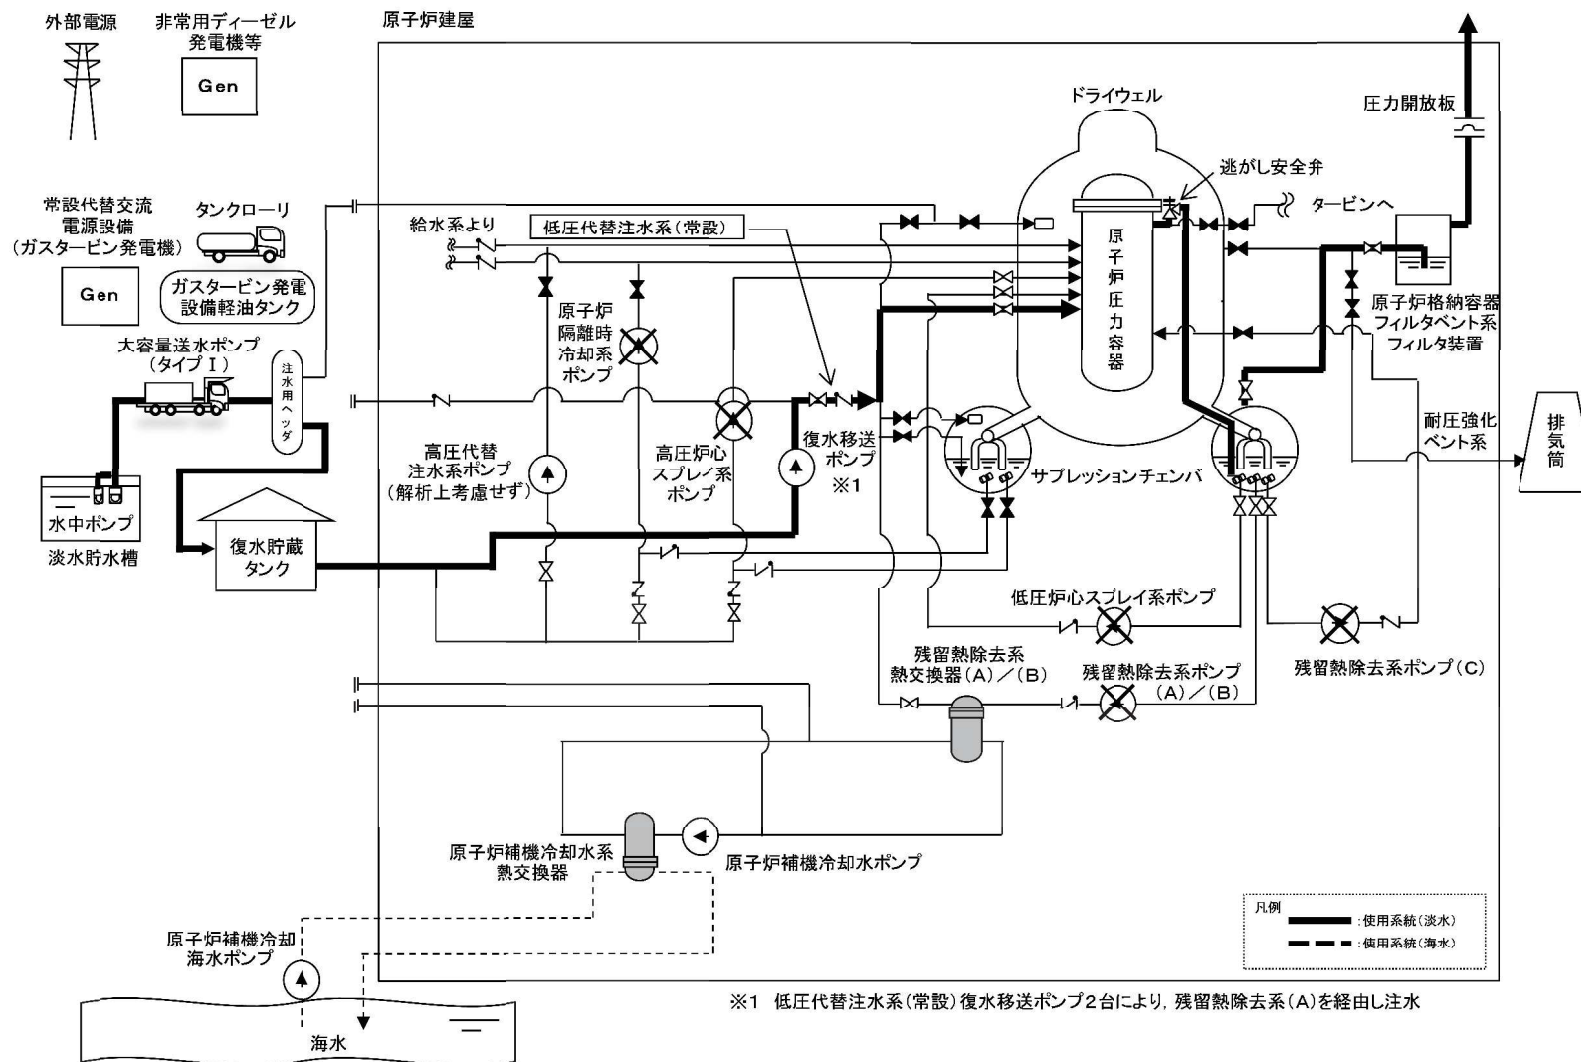 外部電源
非常用ディーゼル
発電機等
Gen
原子炉建屋
ドライウェル
圧力開放板
逃がし安全弁
タービンへ
常設代替交流
電源設備
(ガスタービン発電機)
Gen
タンクローリ
ガスタービン発電
設備軽油タンク
給水系より
低圧代替注水系(常設)
原子炉圧力容器
原子炉格納容器
フィルタベント系
フィルタ装置
大容量送水ポンプ
(タイプⅠ)
注水用ヘッダ
原子炉
隔離時
冷却系
ポンプ
高圧代替
注水系ポンプ
(解析上考慮せず)
高圧炉心
スプレイ系
ポンプ
復水移送
ポンプ
※1
サプレッションチェンバ
耐圧強化
ベント系
排気筒
水中ポンプ
淡水貯水槽
復水貯蔵
タンク
低圧炉心スプレイ系ポンプ
残留熱除去系
熱交換器(A)/(B)
残留熱除去系ポンプ
(A)/(B)
残留熱除去系ポンプ(C)
原子炉補機冷却水系
熱交換器
原子炉補機冷却水ポンプ
原子炉補機冷却
海水ポンプ
海水
凡例
:使用系統(淡水)
:使用系統(海水)
※1 低圧代替注水系(常設)復水移送ポンプ2台により,残留熱除去系(A)を経由し注水